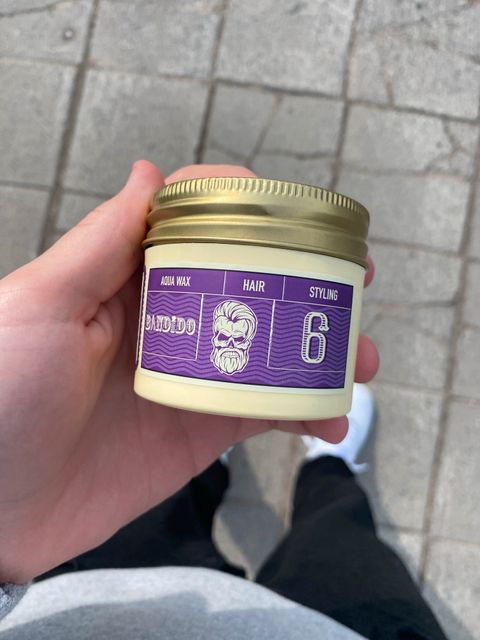 AQUA WAX
HAIR
STYLING
BANDiDO
6